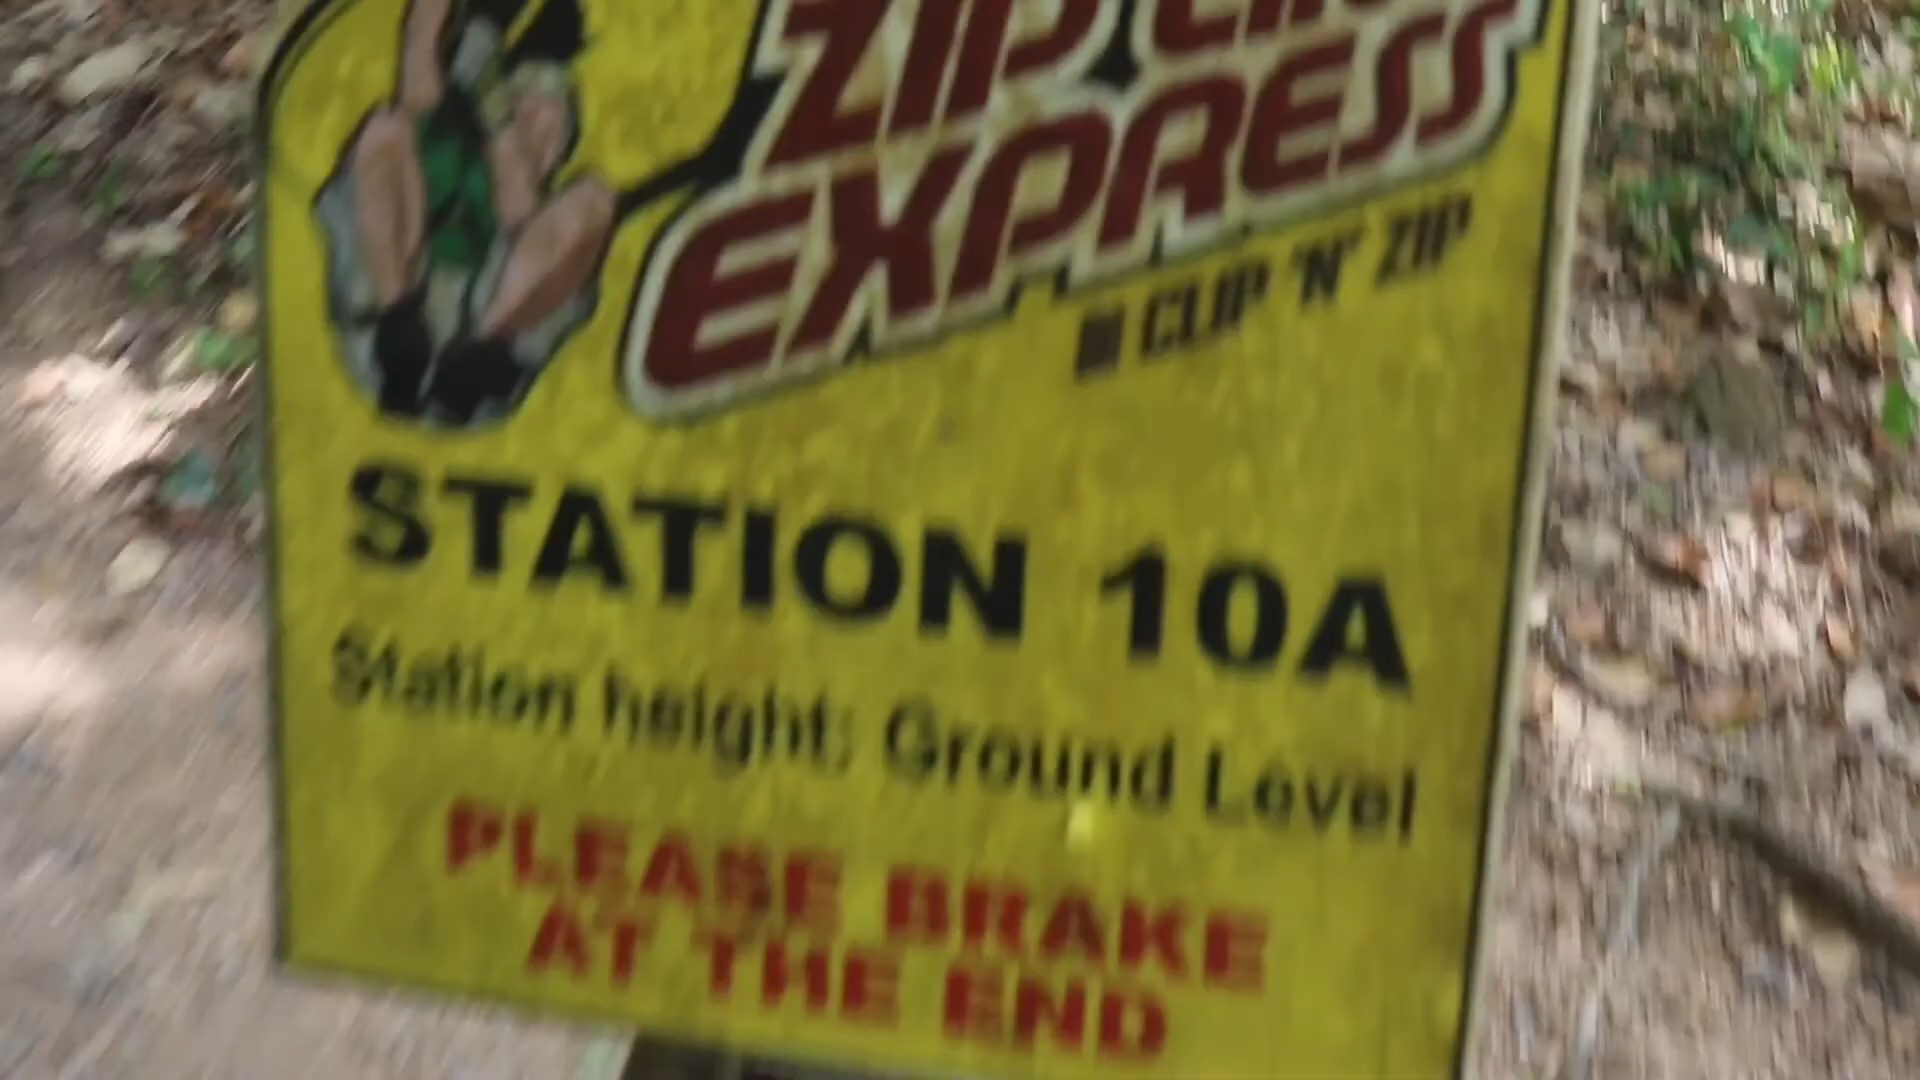 ZIP LINE
EXPRESS
CLIP 'N' ZIP
STATION 10A
Station height: Ground Level
PLEASE BRAKE
AT THE END